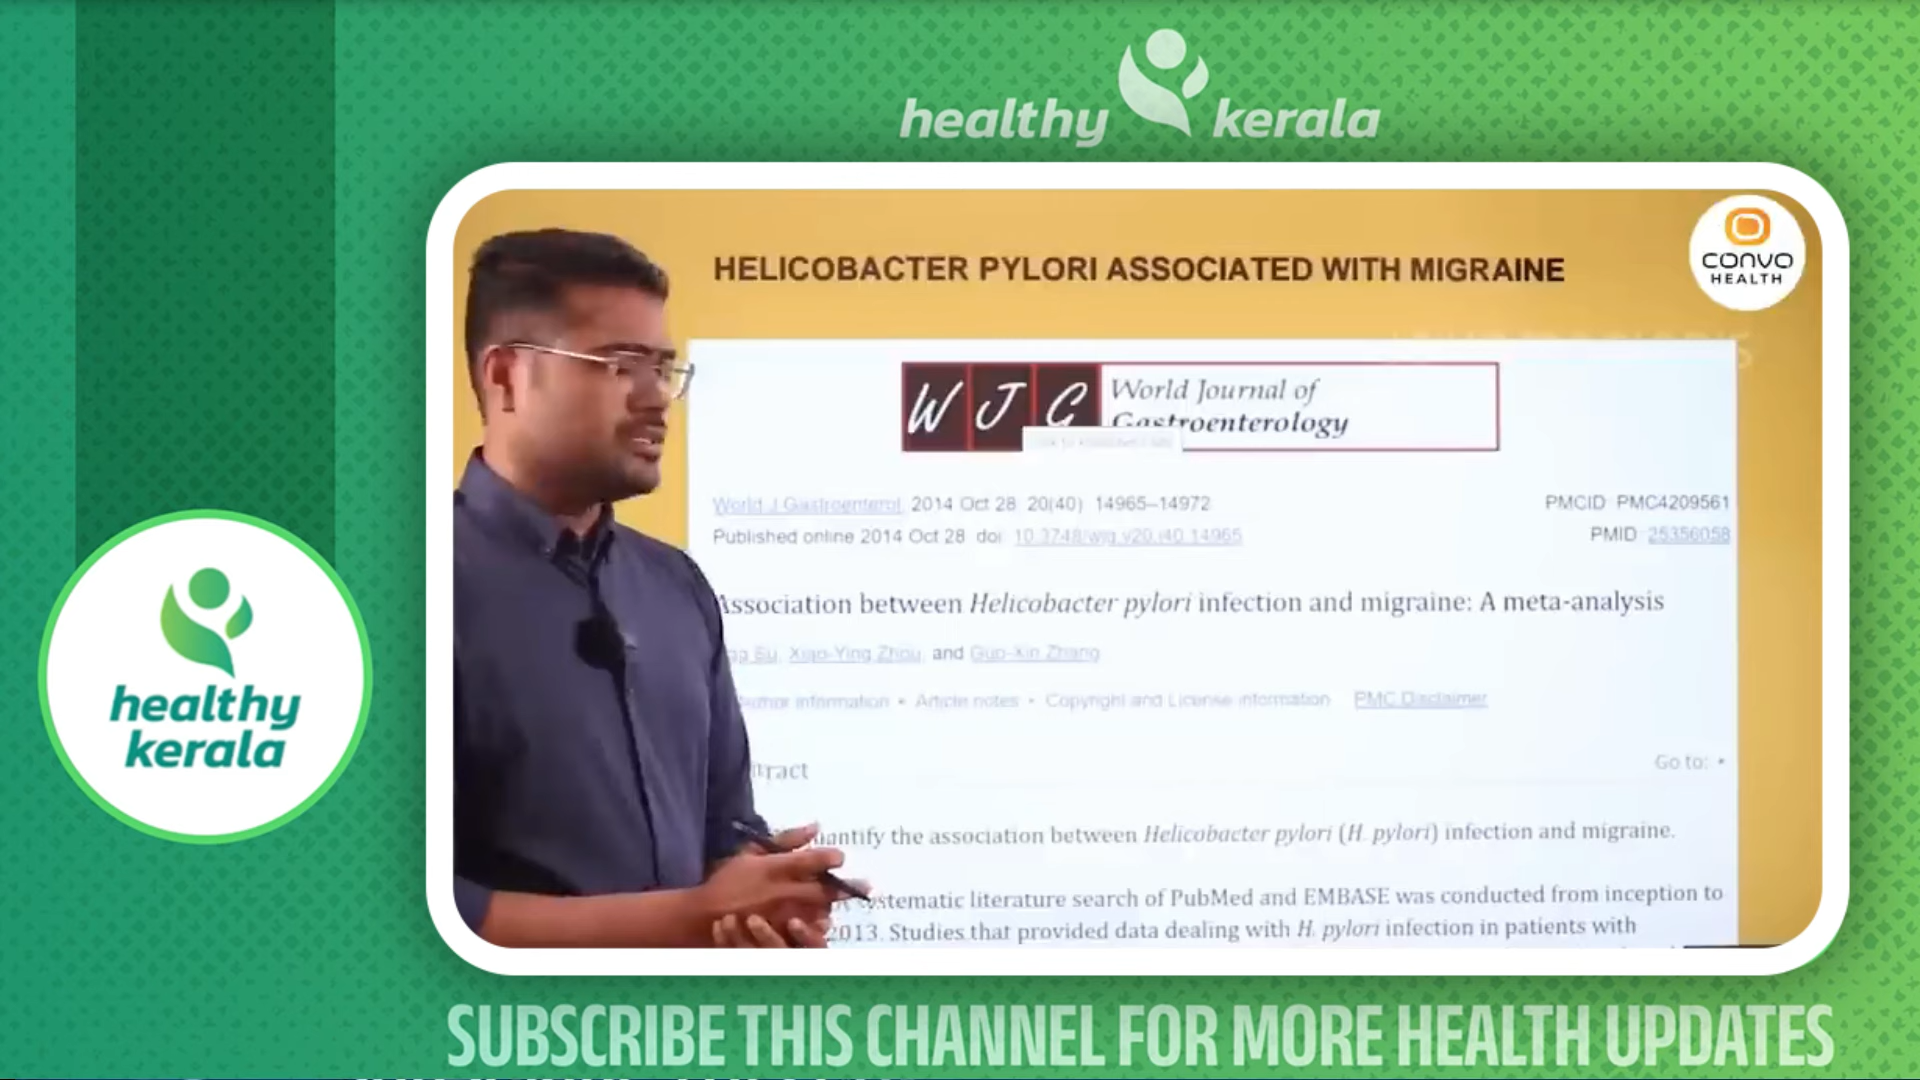 healthy kerala
HELICOBACTER PYLORI ASSOCIATED WITH MIGRAINE
CONVO
HEALTH
W J G World Journal of
Gastroenterology
World J Gastroenterol. 2014 Oct 28 20(40) 14965–14972
PMCID PMC4209561
Published online 2014 Oct 28 doi 10.3748/wjg.v20.i40.14965
PMID 25356058
Association between Helicobacter pylori infection and migraine: A meta-analysis
Su, Xiao-Ying Zhou, and Guo-Xin Zhang
information • Article notes • Copyright and License information PMC Disclaimer
tract
Go to: •
uantify the association between Helicobacter pylori (H. pylori) infection and migraine.
ystematic literature search of PubMed and EMBASE was conducted from inception to
2013. Studies that provided data dealing with H. pylori infection in patients with
healthy
kerala
SUBSCRIBE THIS CHANNEL FOR MORE HEALTH UPDATES